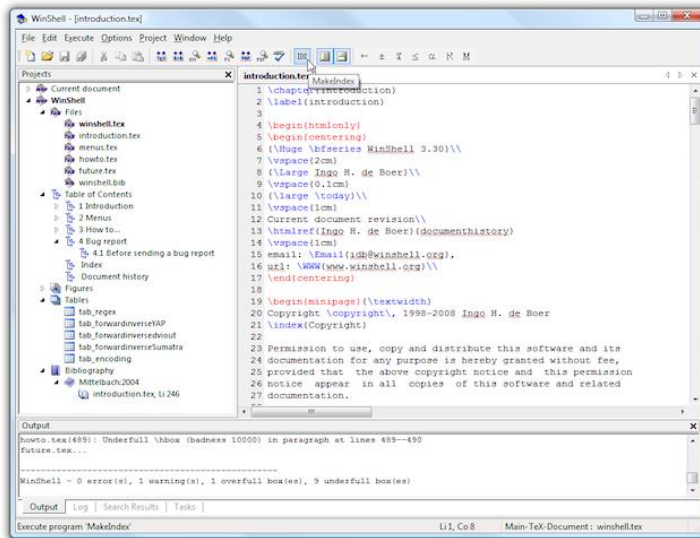 WinShell - [introduction.tex]
File Edit Execute Options Project Window Help
Projects
Current document
WinShell
Files
winshell.tex
introduction.tex
menus.tex
howto.tex
future.tex
winshell.bib
Table of Contents
1 Introduction
2 Menus
3 How to...
4 Bug report
4.1 Before sending a bug report
Index
Document history
Figures
Tables
tab_regex
tab_forwardinverseYAP
tab_forwardinversedviout
tab_forwardinverseSumatra
tab_encoding
Bibliography
Mittelbach:2004
introduction.tex, Li 246
introduction.tex
MakeIndex
1 \chapter{Introduction}
2 \label{introduction}
3
4 \begin{htmlonly}
5 \begin{centering}
6 {\Huge \bfseries WinShell 3.30}\\
7 \vspace{2cm}
8 {\Large Ingo H. de Boer}\\
9 \vspace{0.1cm}
10 {\large \today}\\
11 \vspace{1cm}
12 Current document revision\\
13 \htmlref{Ingo H. de Boer}{documenthistory}
14 \vspace{1cm}
15 email: \Email{idb@winshell.org},
16 url: \WWW{www.winshell.org}\\
17 \end{centering}
18
19 \begin{minipage}{\textwidth}
20 Copyright \copyright\, 1998-2008 Ingo H. de Boer
21 \index{Copyright}
22
23 Permission to use, copy and distribute this software and its
24 documentation for any purpose is hereby granted without fee,
25 provided that the above copyright notice and this permission
26 notice appear in all copies of this software and related
documentation.
Output
howto.tex(489): Underfull \hbox (badness 10000) in paragraph at lines 489--490
future.tex...
WinShell - 0 error(s), 1 warning(s), 1 overfull box(es), 9 underfull box(es)
Output Log Search Results Tasks
Execute program 'MakeIndex' Li 1, Co 8 Main-TeX-Document: winshell.tex